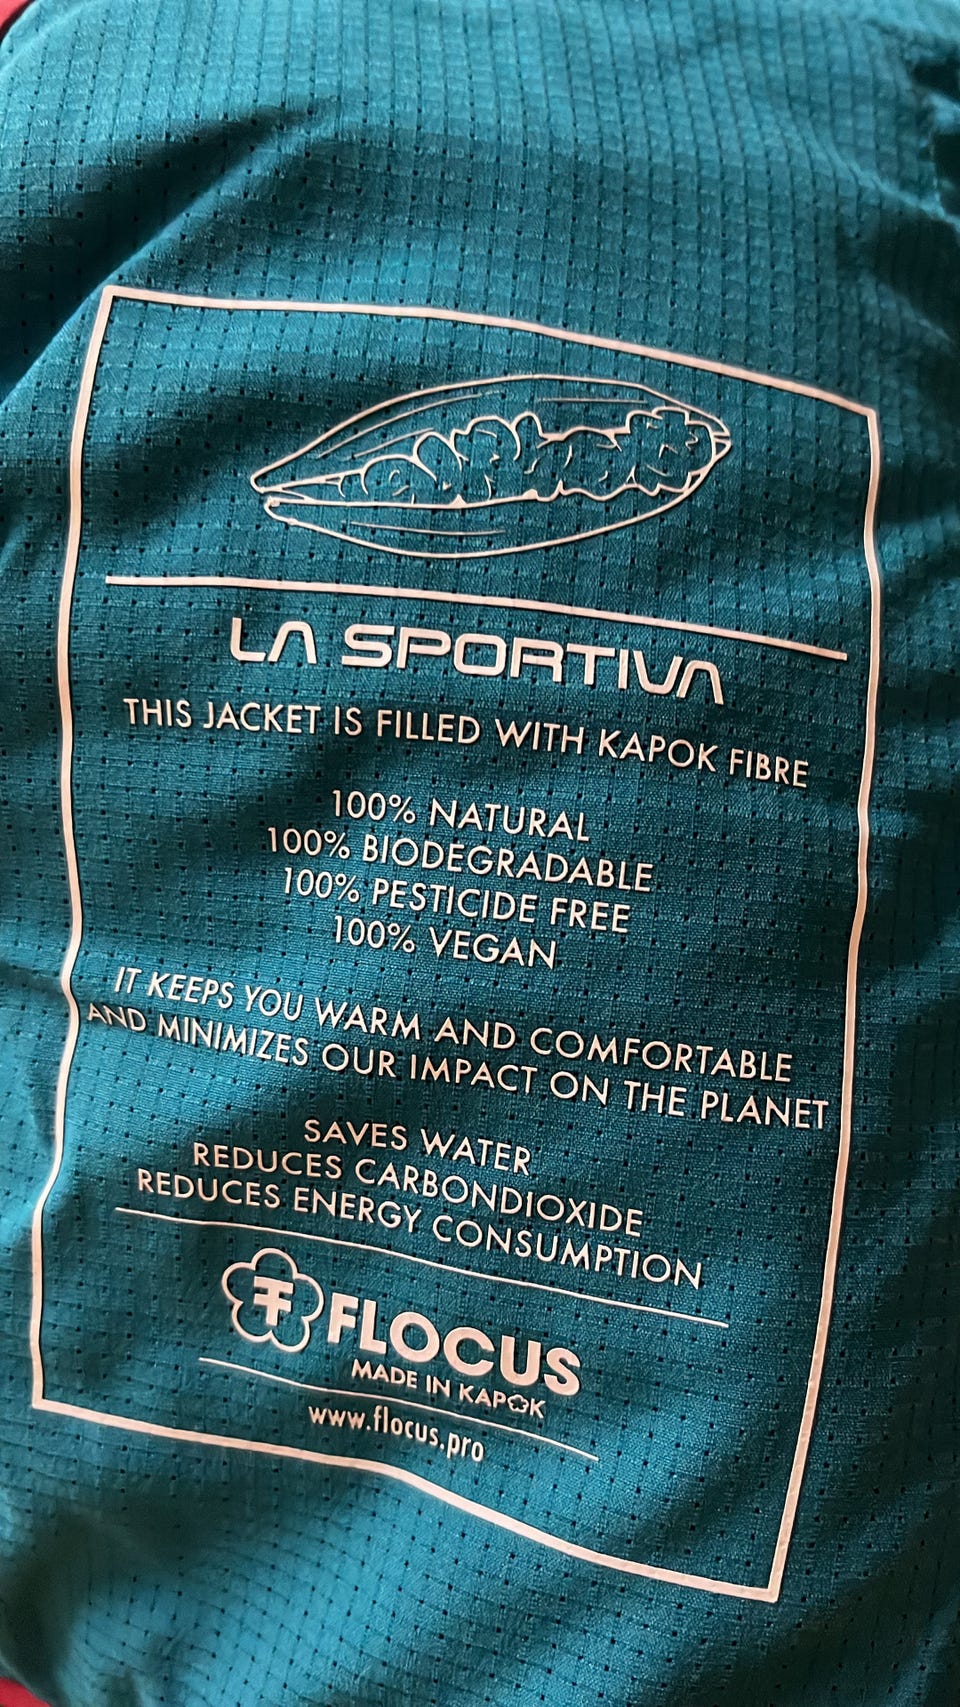 LA SPORTIVA
THIS JACKET IS FILLED WITH KAPOK FIBRE
100% NATURAL
100% BIODEGRADABLE
100% PESTICIDE FREE
100% VEGAN
IT KEEPS YOU WARM AND COMFORTABLE
AND MINIMIZES OUR IMPACT ON THE PLANET
SAVES WATER
REDUCES CARBONDIOXIDE
REDUCES ENERGY CONSUMPTION
FLOCUS
MADE IN KAPOK
www.flocus.pro